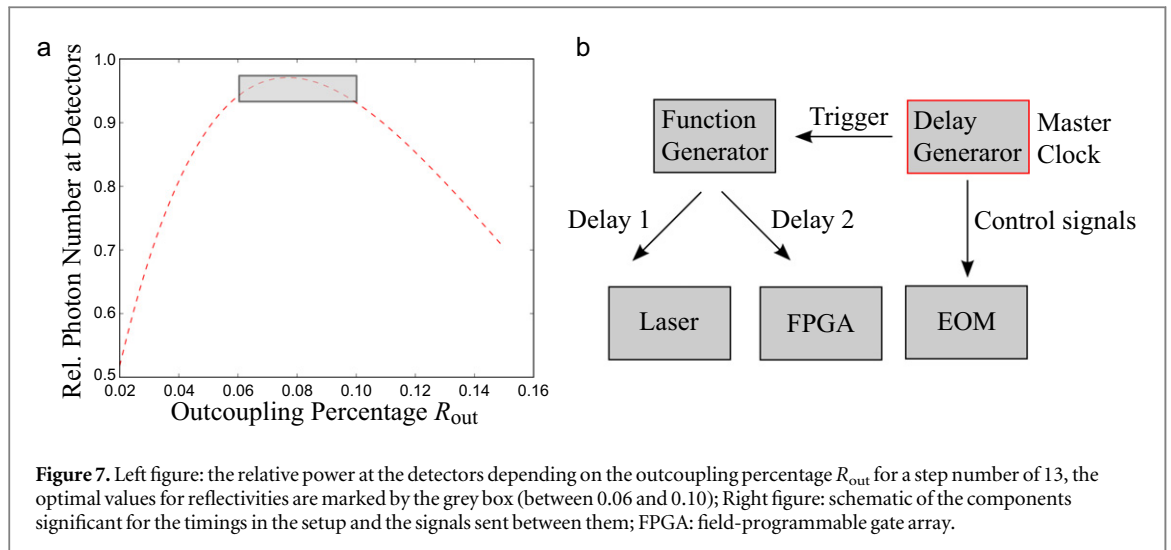 a
Rel. Photon Number at Detectors
1.0
0.9
0.8
0.7
0.6
0.5
0.02 0.04 0.06 0.08 0.10 0.12 0.14 0.16
Outcoupling Percentage Rout
b
Function
Generator
Trigger
Delay
Generaror
Master
Clock
Delay 1
Delay 2
Control signals
Laser
FPGA
EOM
Figure 7. Left figure: the relative power at the detectors depending on the outcoupling percentage Rout for a step number of 13, the
optimal values for reflectivities are marked by the grey box (between 0.06 and 0.10); Right figure: schematic of the components
significant for the timings in the setup and the signals sent between them; FPGA: field-programmable gate array.